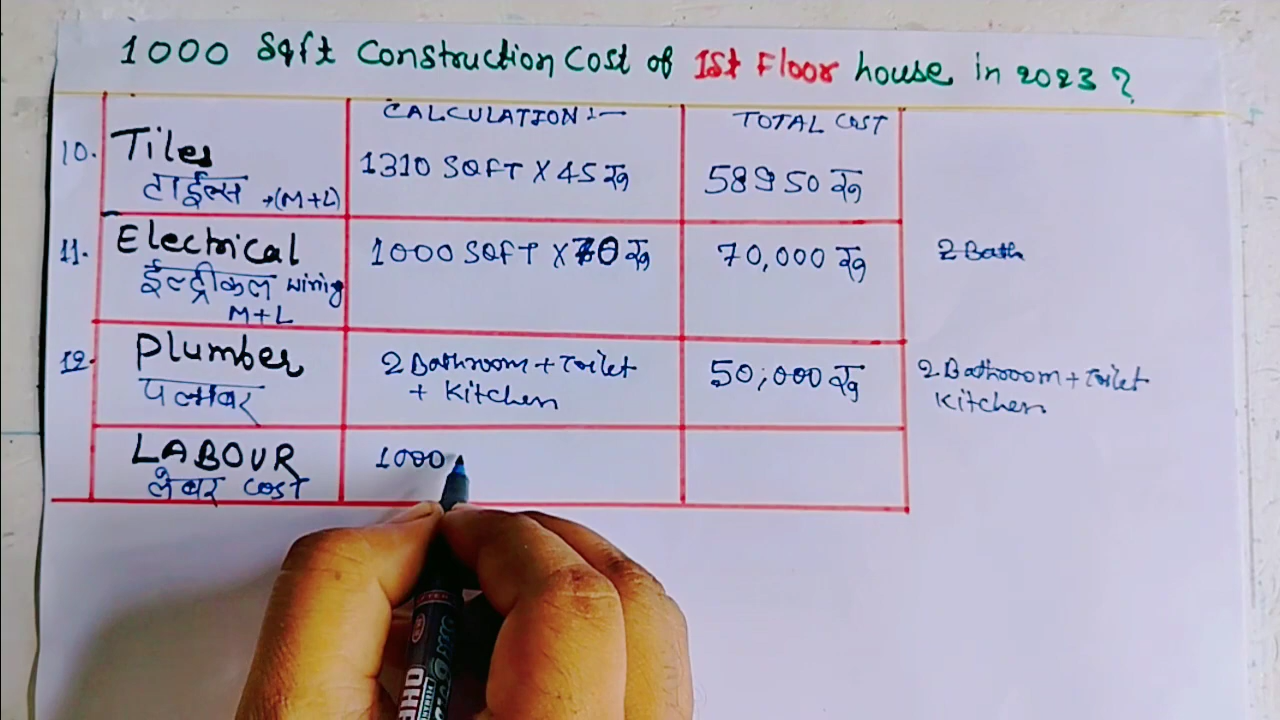 1000 Sqft Construction Cost of 1st Floor house in 2023 ?
CALCULATION :-
TOTAL COST
10. Tiles
टाईल्स →(M+L)
1310 SQFT X 45 रु
58950 रु
11. Electrical
ईल्ट्रीकल wiring
M+L
1000 SQFT X 70 रु
70,000 रु
2 Bath
12. Plumber
पलम्बर
2 Bathroom + Toilet
+ Kitchen
50,000 रु
2 Bathroom + Toilet
Kitchen
LABOUR
लेबर COST
1000